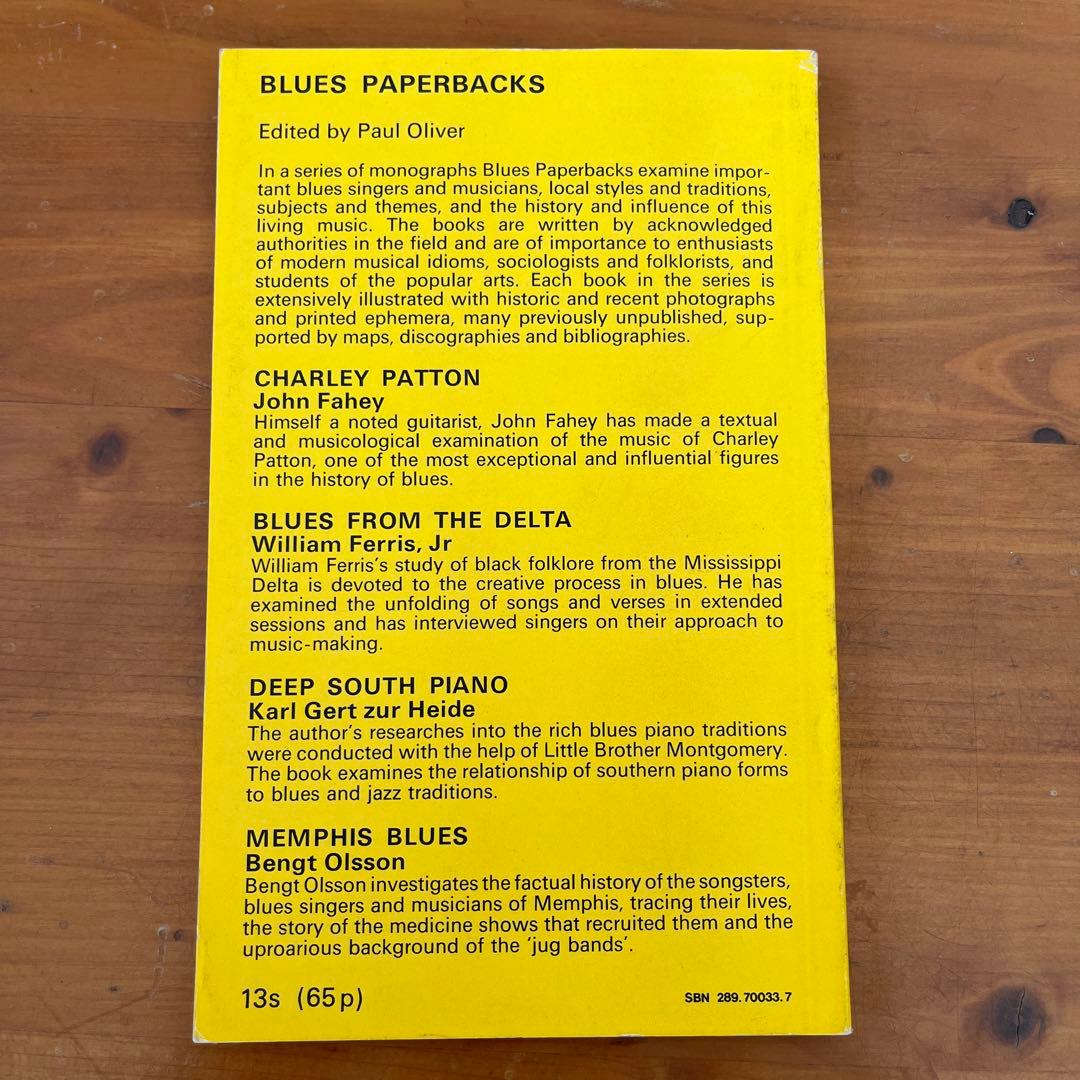 BLUES PAPERBACKS
Edited by Paul Oliver
In a series of monographs Blues Paperbacks examine impor-
tant blues singers and musicians, local styles and traditions,
subjects and themes, and the history and influence of this
living music. The books are written by acknowledged
authorities in the field and are of importance to enthusiasts
of modern musical idioms, sociologists and folklorists, and
students of the popular arts. Each book in the series is
extensively illustrated with historic and recent photographs
and printed ephemera, many previously unpublished, sup-
ported by maps, discographies and bibliographies.
CHARLEY PATTON
John Fahey
Himself a noted guitarist, John Fahey has made a textual
and musicological examination of the music of Charley
Patton, one of the most exceptional and influential figures
in the history of blues.
BLUES FROM THE DELTA
William Ferris, Jr
William Ferris's study of black folklore from the Mississippi
Delta is devoted to the creative process in blues. He has
examined the unfolding of songs and verses in extended
sessions and has interviewed singers on their approach to
music-making.
DEEP SOUTH PIANO
Karl Gert zur Heide
The author's researches into the rich blues piano traditions
were conducted with the help of Little Brother Montgomery.
The book examines the relationship of southern piano forms
to blues and jazz traditions.
MEMPHIS BLUES
Bengt Olsson
Bengt Olsson investigates the factual history of the songsters,
blues singers and musicians of Memphis, tracing their lives,
the story of the medicine shows that recruited them and the
uproarious background of the 'jug bands'.
13s (65p)
SBN 289.70033.7